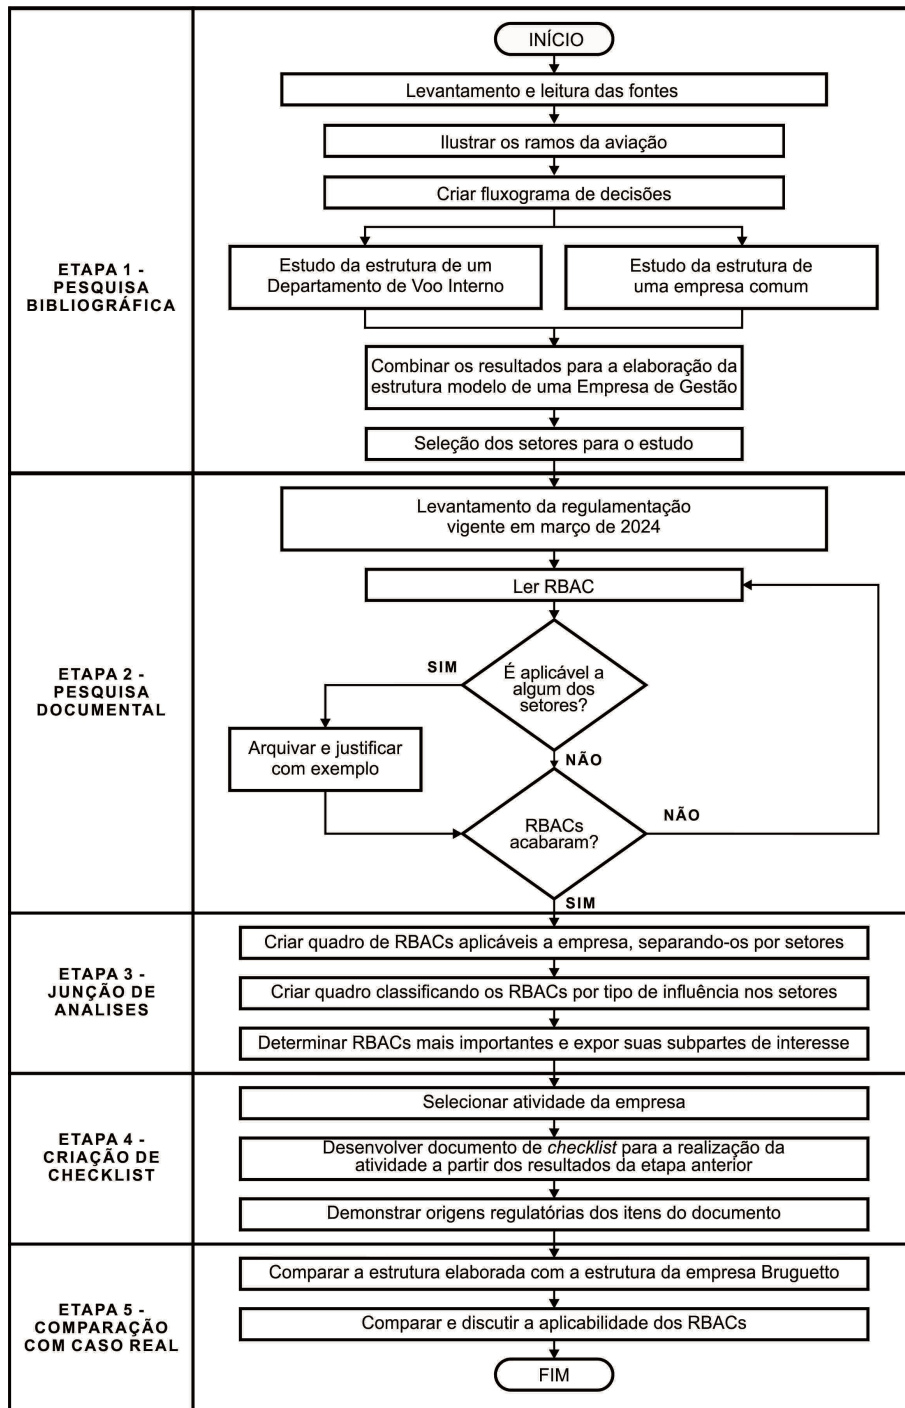 INÍCIO
Levantamento e leitura das fontes
Ilustrar os ramos da aviação
Criar fluxograma de decisões
ETAPA 1 -
PESQUISA
BIBLIOGRÁFICA
Estudo da estrutura de um
Departamento de Voo Interno
Estudo da estrutura de
uma empresa comum
Combinar os resultados para a elaboração da
estrutura modelo de uma Empresa de Gestão
Seleção dos setores para o estudo
ETAPA 2 -
PESQUISA
DOCUMENTAL
Levantamento da regulamentação
vigente em março de 2024
Ler RBAC
É aplicável a
algum dos
setores?
SIM
Arquivar e justificar
com exemplo
NÃO
RBACs
acabaram?
NÃO
SIM
ETAPA 3 -
JUNÇÃO DE
ANALISES
Criar quadro de RBACs aplicáveis a empresa, separando-os por setores
Criar quadro classificando os RBACs por tipo de influência nos setores
Determinar RBACs mais importantes e expor suas subpartes de interesse
ETAPA 4 -
CRIAÇÃO DE
CHECKLIST
Selecionar atividade da empresa
Desenvolver documento de checklist para a realização da
atividade a partir dos resultados da etapa anterior
Demonstrar origens regulatórias dos itens do documento
ETAPA 5 -
COMPARAÇÃO
COM CASO REAL
Comparar a estrutura elaborada com a estrutura da empresa Bruguetto
Comparar e discutir a aplicabilidade dos RBACs
FIM